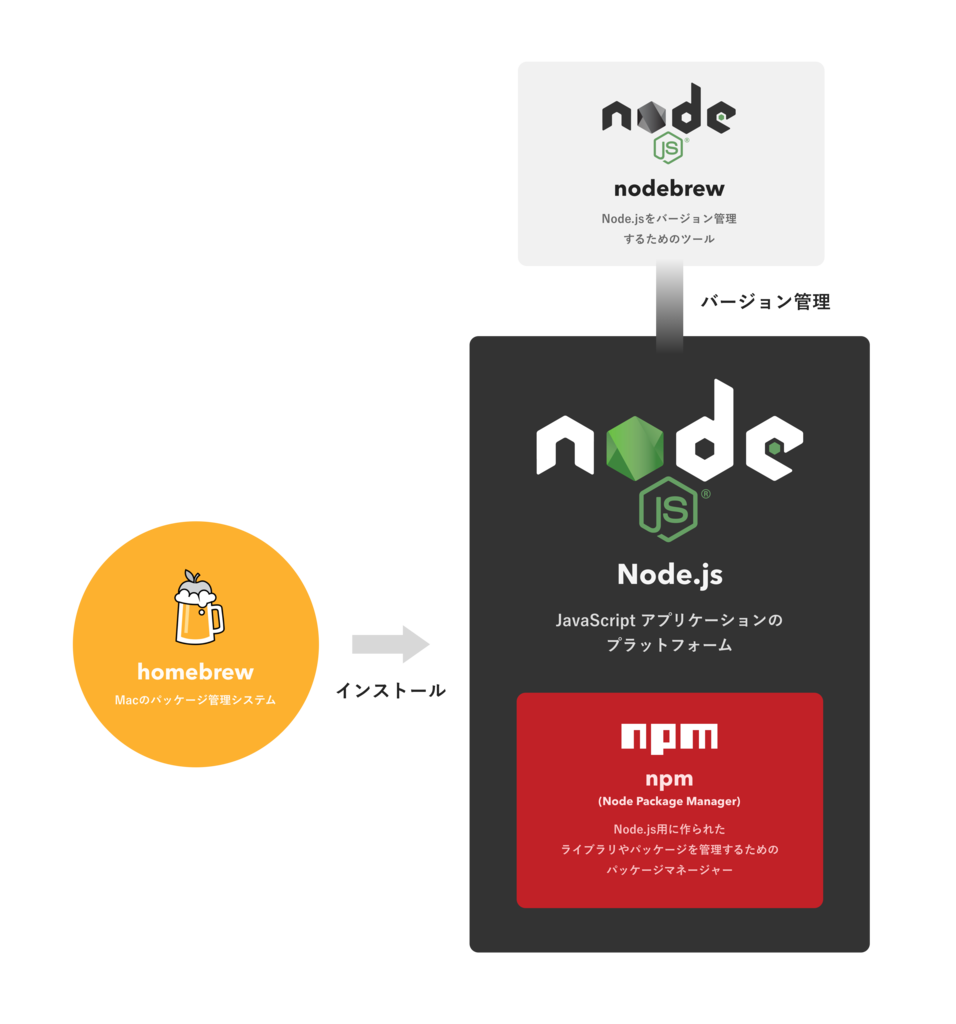 node
JS®
nodebrew
Node.jsをバージョン管理
するためのツール
バージョン管理
node
JS®
Node.js
JavaScript アプリケーションの
プラットフォーム
homebrew
Macのパッケージ管理システム
インストール
npm
npm
(Node Package Manager)
Node.js用に作られた
ライブラリやパッケージを管理するための
パッケージマネージャー